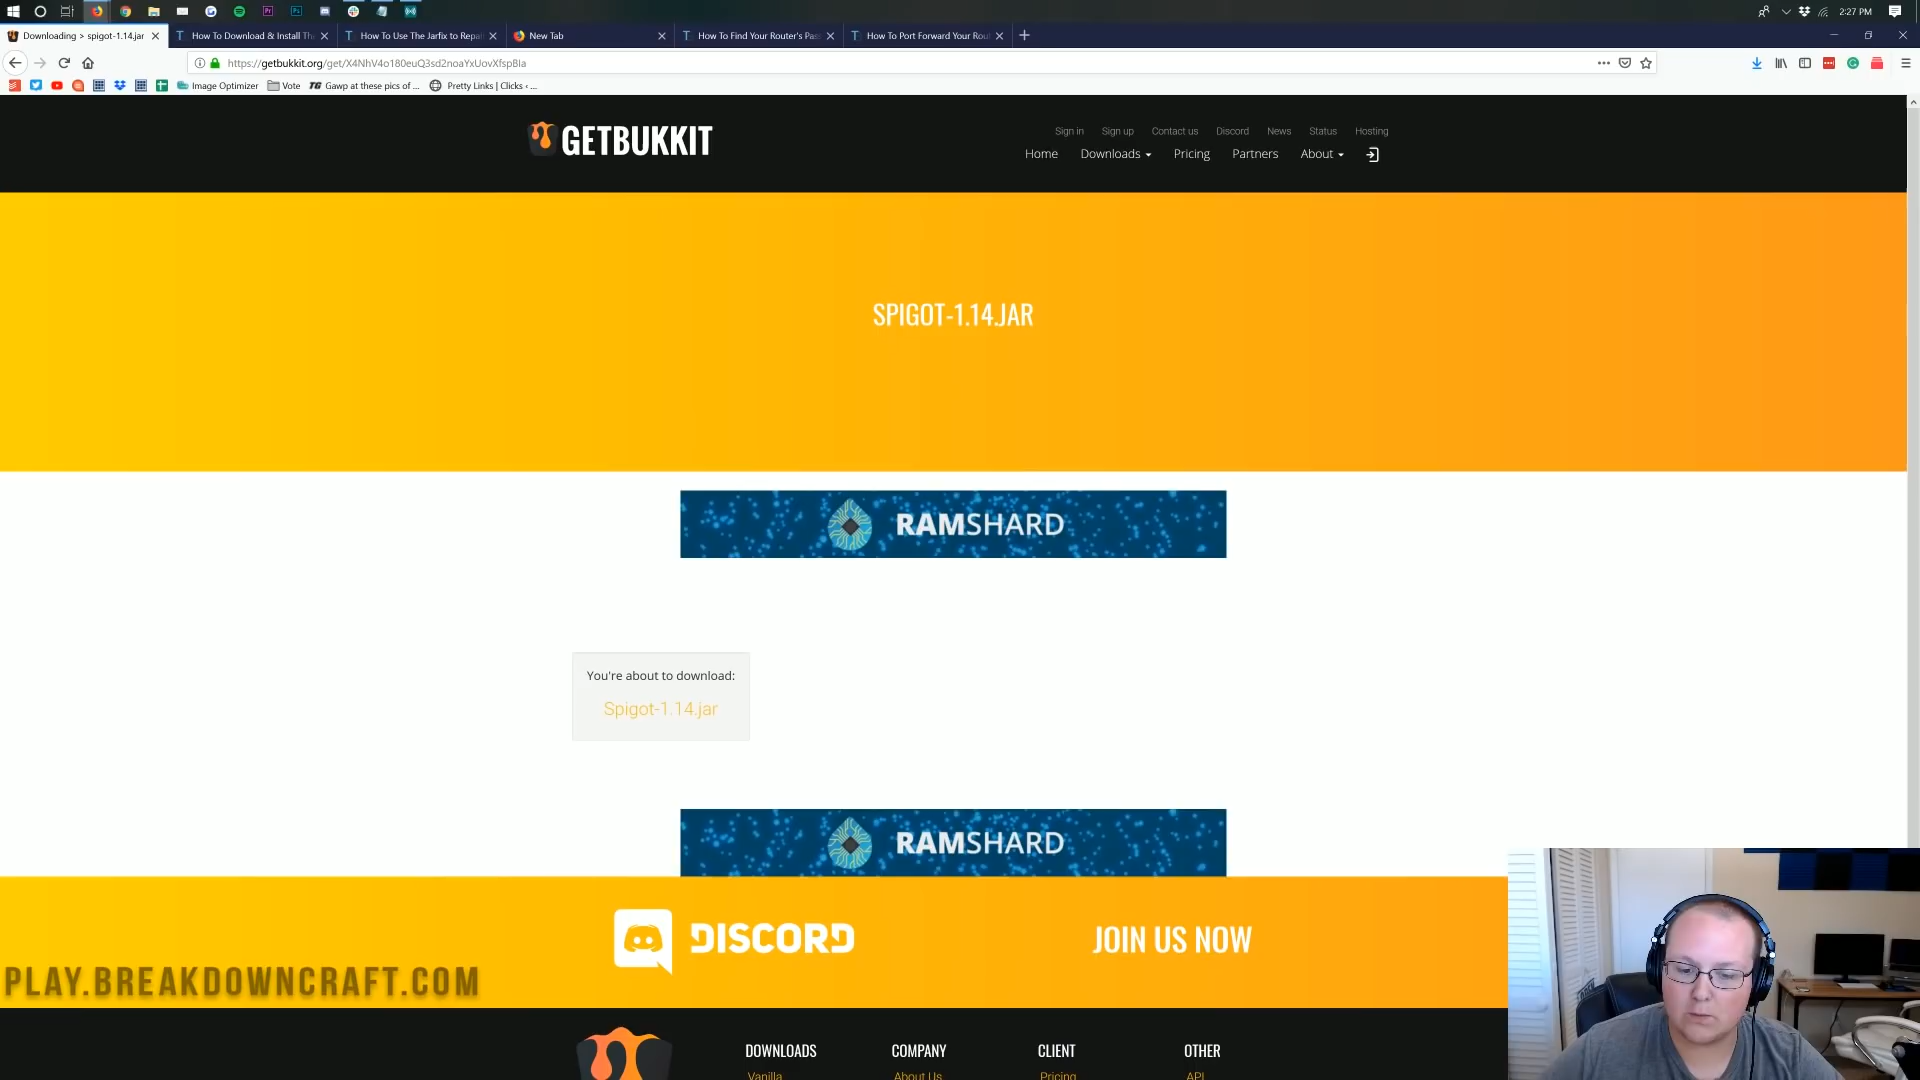 2:27 PM
Downloading > spigot-1.14.jar
How To Download & Install Th
How To Use The Jarfix to Repai
New Tab
How To Find Your Router's Pas
How To Port Forward Your Rou
https://getbukkit.org/get/X4NhV4o180euQ3sd2noaYxUovXfspBIa
Image Optimizer
Vote
TG Gawp at these pics of ...
Pretty Links | Clicks ‹ ...
GETBUKKIT
Sign in Sign up Contact us Discord News Status Hosting
Home Downloads Pricing Partners About
SPIGOT-1.14.JAR
RAMSHARD
You're about to download:
Spigot-1.14.jar
RAMSHARD
DISCORD JOIN US NOW
PLAY.BREAKDOWNCRAFT.COM
DOWNLOADS COMPANY CLIENT OTHER
Vanilla About Us Pricing API